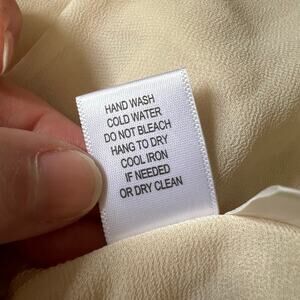 HAND WASH
COLD WATER
DO NOT BLEACH
HANG TO DRY
COOL IRON
IF NEEDED
OR DRY CLEAN